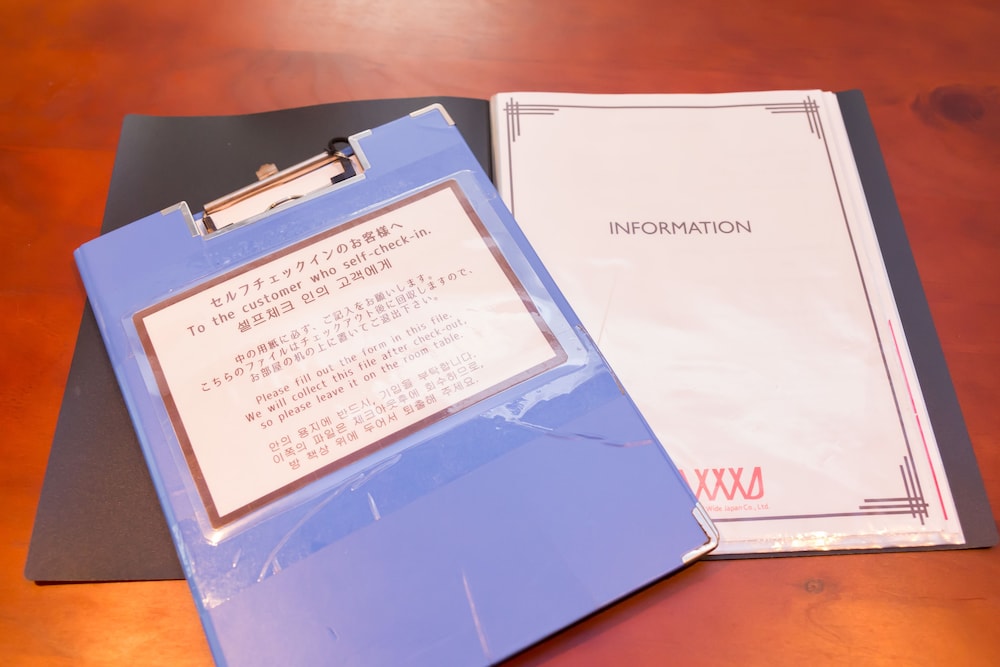 セルフチェックインのお客様へ
To the customer who self-check-in.
셀프체크 인의 고객에게
中の用紙に必ず、ご記入をお願いします。
こちらのファイルはチェックアウト後に回収しますので、
お部屋の机の上に置いてご退出下さい。
Please fill out the form in this file.
We will collect this file after check-out,
so please leave it on the room table.
안의 용지에 반드시, 기입을 부탁합니다.
이쪽의 파일은 체크아웃후에 회수하므로,
방 책상 위에 두어서 퇴출해 주세요.
INFORMATION
Wide Japan Co., Ltd.